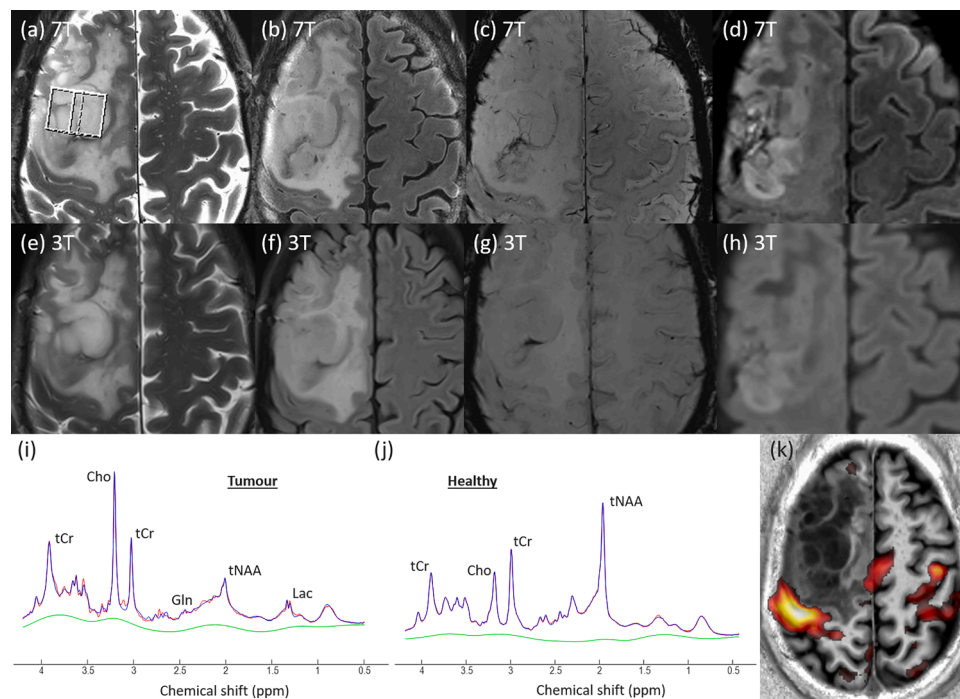 (a) 7T
(b) 7T
(c) 7T
(d) 7T
(e) 3T
(f) 3T
(g) 3T
(h) 3T
(i)
Tumour
Cho
tCr
tCr
tNAA
Gln
Lac
4 3.5 3 2.5 2 1.5 1 0.5
Chemical shift (ppm)
(j)
Healthy
tNAA
tCr
tCr
Cho
4 3.5 3 2.5 2 1.5 1 0.5
Chemical shift (ppm)
(k)